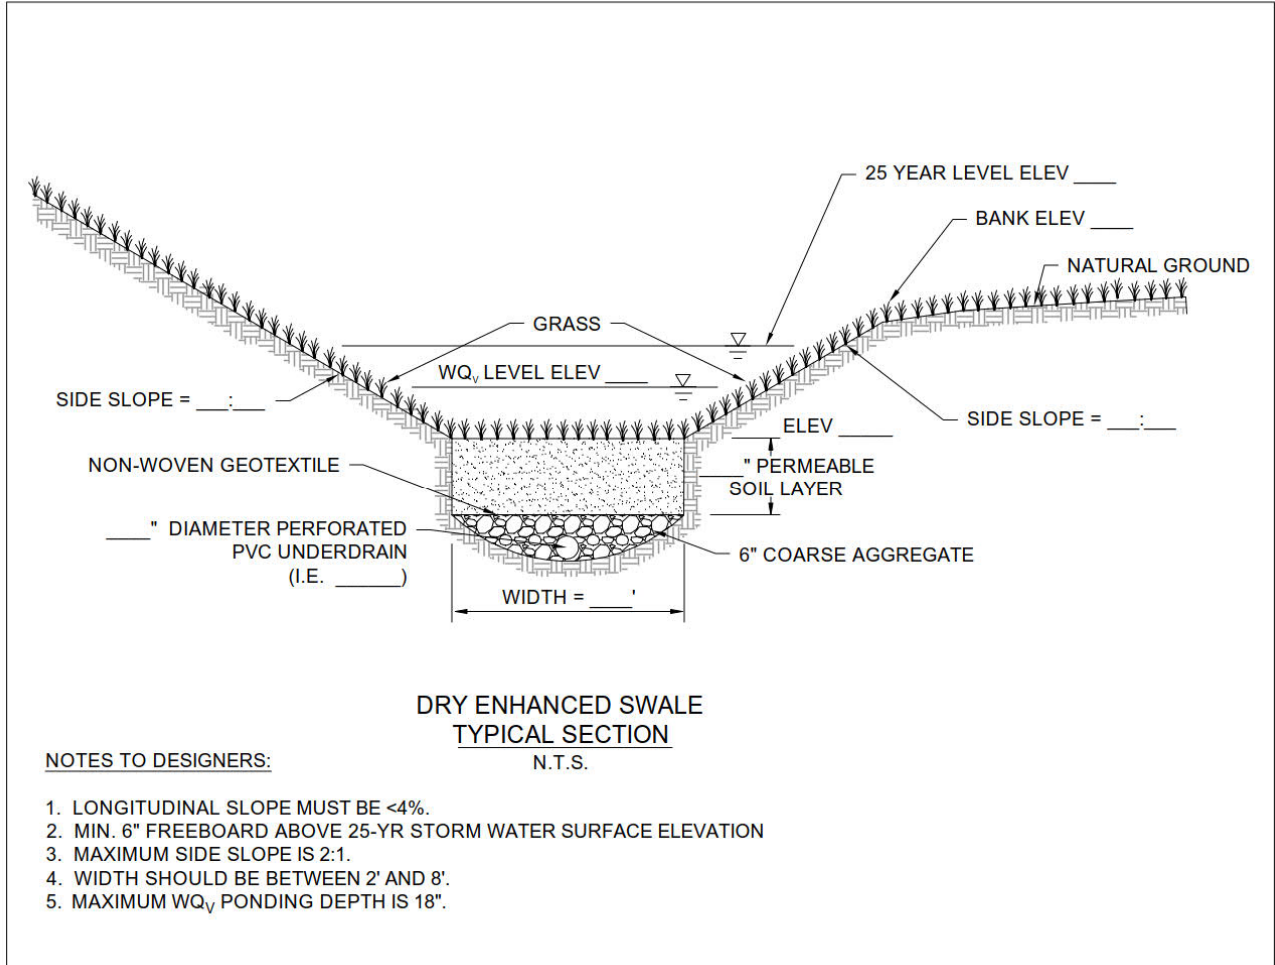 25 YEAR LEVEL ELEV ____
BANK ELEV ____
NATURAL GROUND
GRASS
WQV LEVEL ELEV ____
SIDE SLOPE = ___:___
SIDE SLOPE = ___:___
ELEV _____
NON-WOVEN GEOTEXTILE
____" PERMEABLE
SOIL LAYER
____" DIAMETER PERFORATED
PVC UNDERDRAIN
(I.E. ______)
6" COARSE AGGREGATE
WIDTH = ____'
DRY ENHANCED SWALE
TYPICAL SECTION
N.T.S.
NOTES TO DESIGNERS:
1. LONGITUDINAL SLOPE MUST BE <4%.
2. MIN. 6" FREEBOARD ABOVE 25-YR STORM WATER SURFACE ELEVATION
3. MAXIMUM SIDE SLOPE IS 2:1.
4. WIDTH SHOULD BE BETWEEN 2' AND 8'.
5. MAXIMUM WQV PONDING DEPTH IS 18".